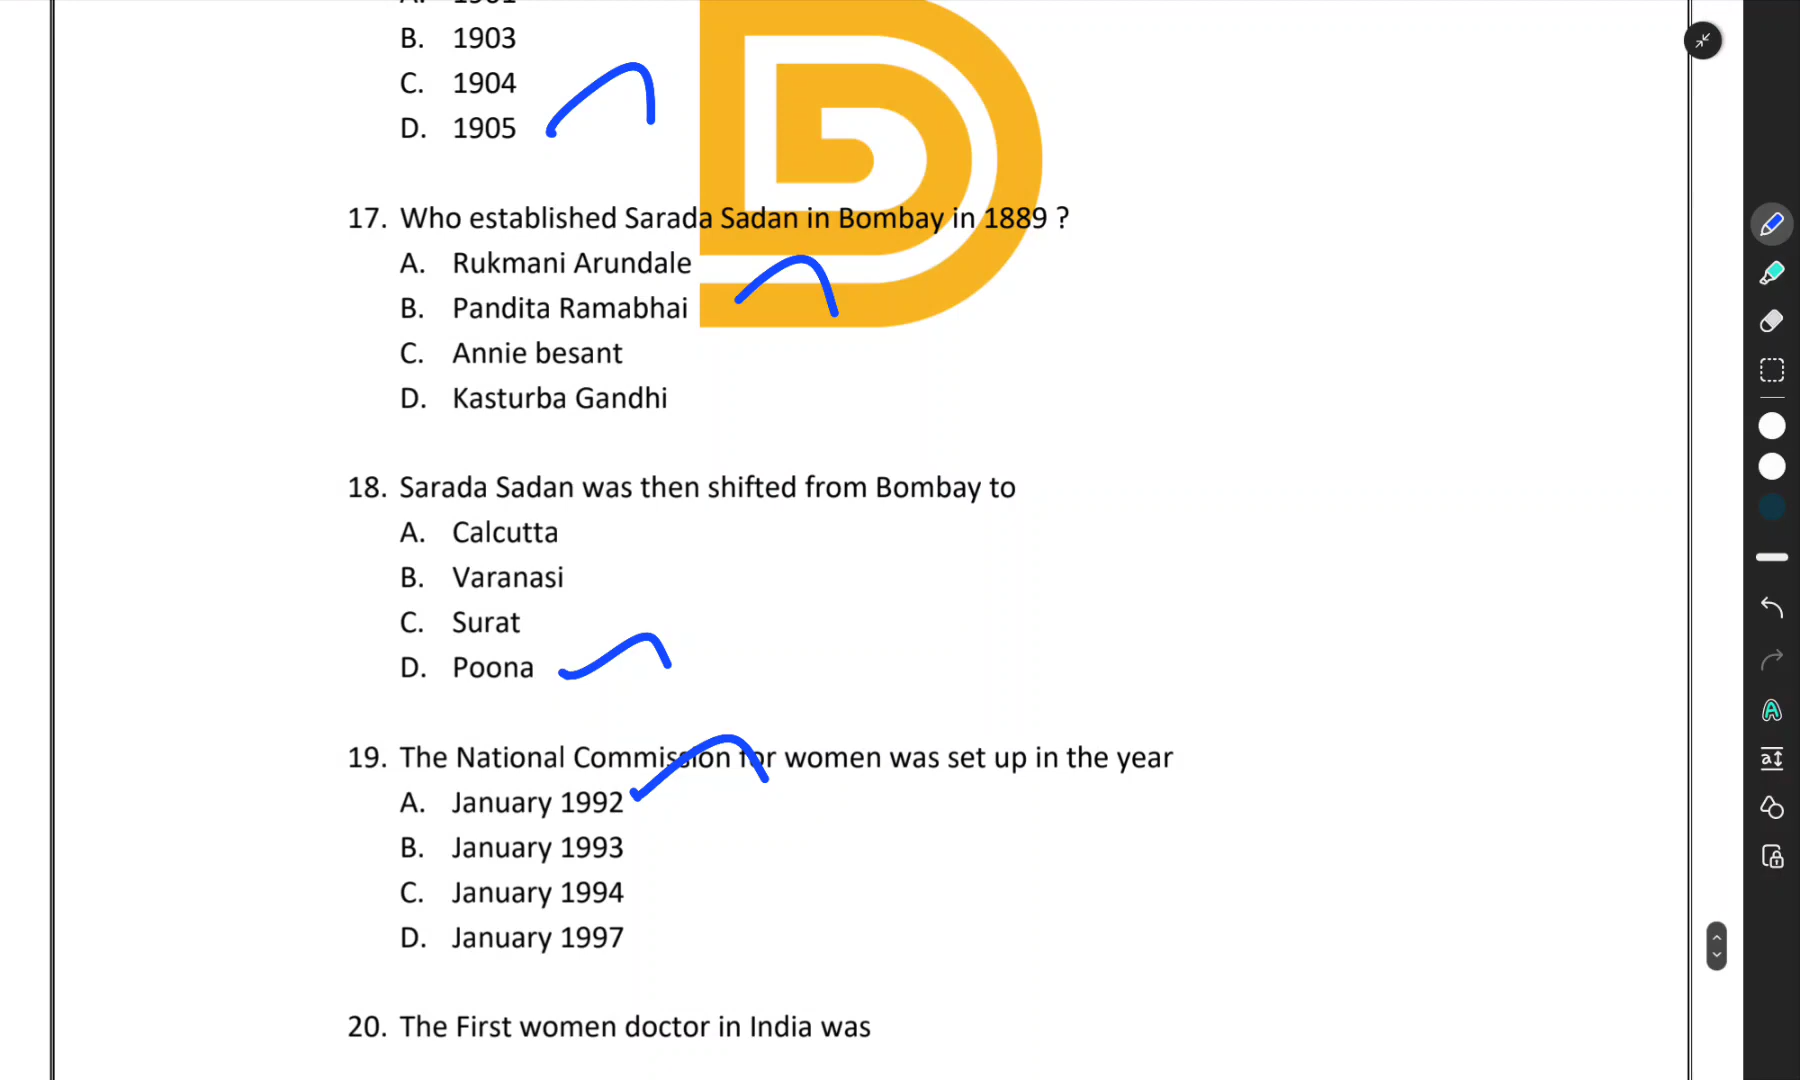 B. 1903
C. 1904
D. 1905
17. Who established Sarada Sadan in Bombay in 1889 ?
A. Rukmani Arundale
B. Pandita Ramabhai
C. Annie besant
D. Kasturba Gandhi
18. Sarada Sadan was then shifted from Bombay to
A. Calcutta
B. Varanasi
C. Surat
D. Poona
19. The National Commission for women was set up in the year
A. January 1992
B. January 1993
C. January 1994
D. January 1997
20. The First women doctor in India was